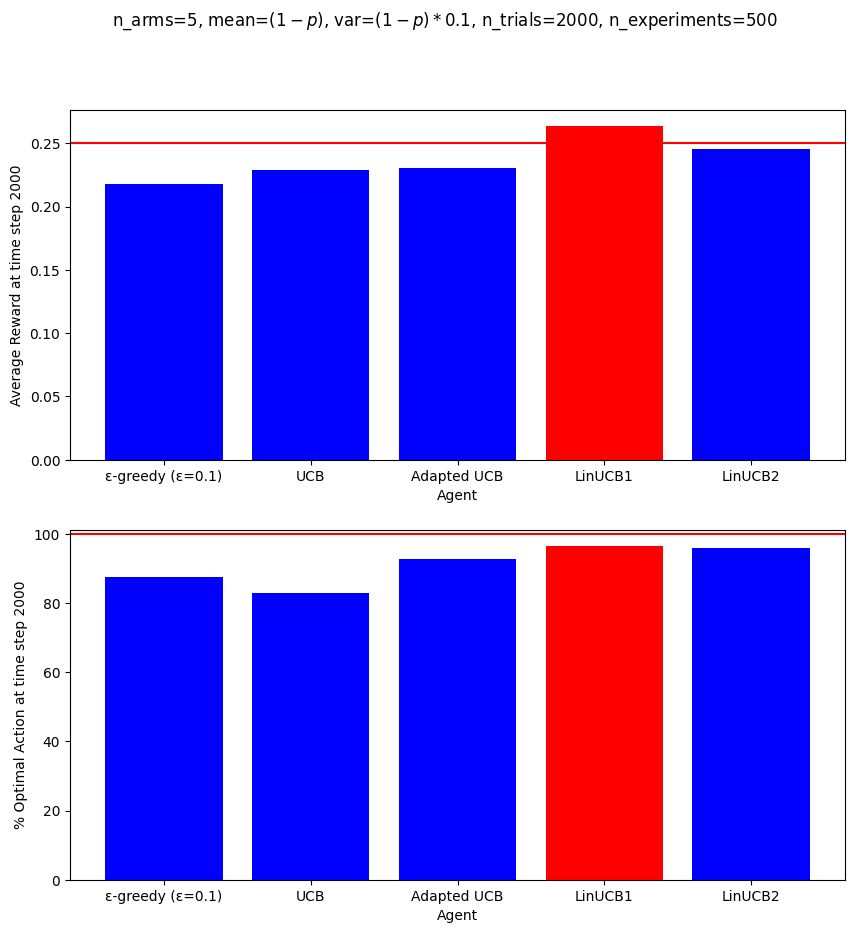 n_arms=5, mean=(1 − p), var=(1 − p) * 0.1, n_trials=2000, n_experiments=500
Average Reward at time step 2000
0.25
0.20
0.15
0.10
0.05
0.00
ε-greedy (ε=0.1) UCB Adapted UCB LinUCB1 LinUCB2
Agent
% Optimal Action at time step 2000
100
80
60
40
20
0
ε-greedy (ε=0.1) UCB Adapted UCB LinUCB1 LinUCB2
Agent